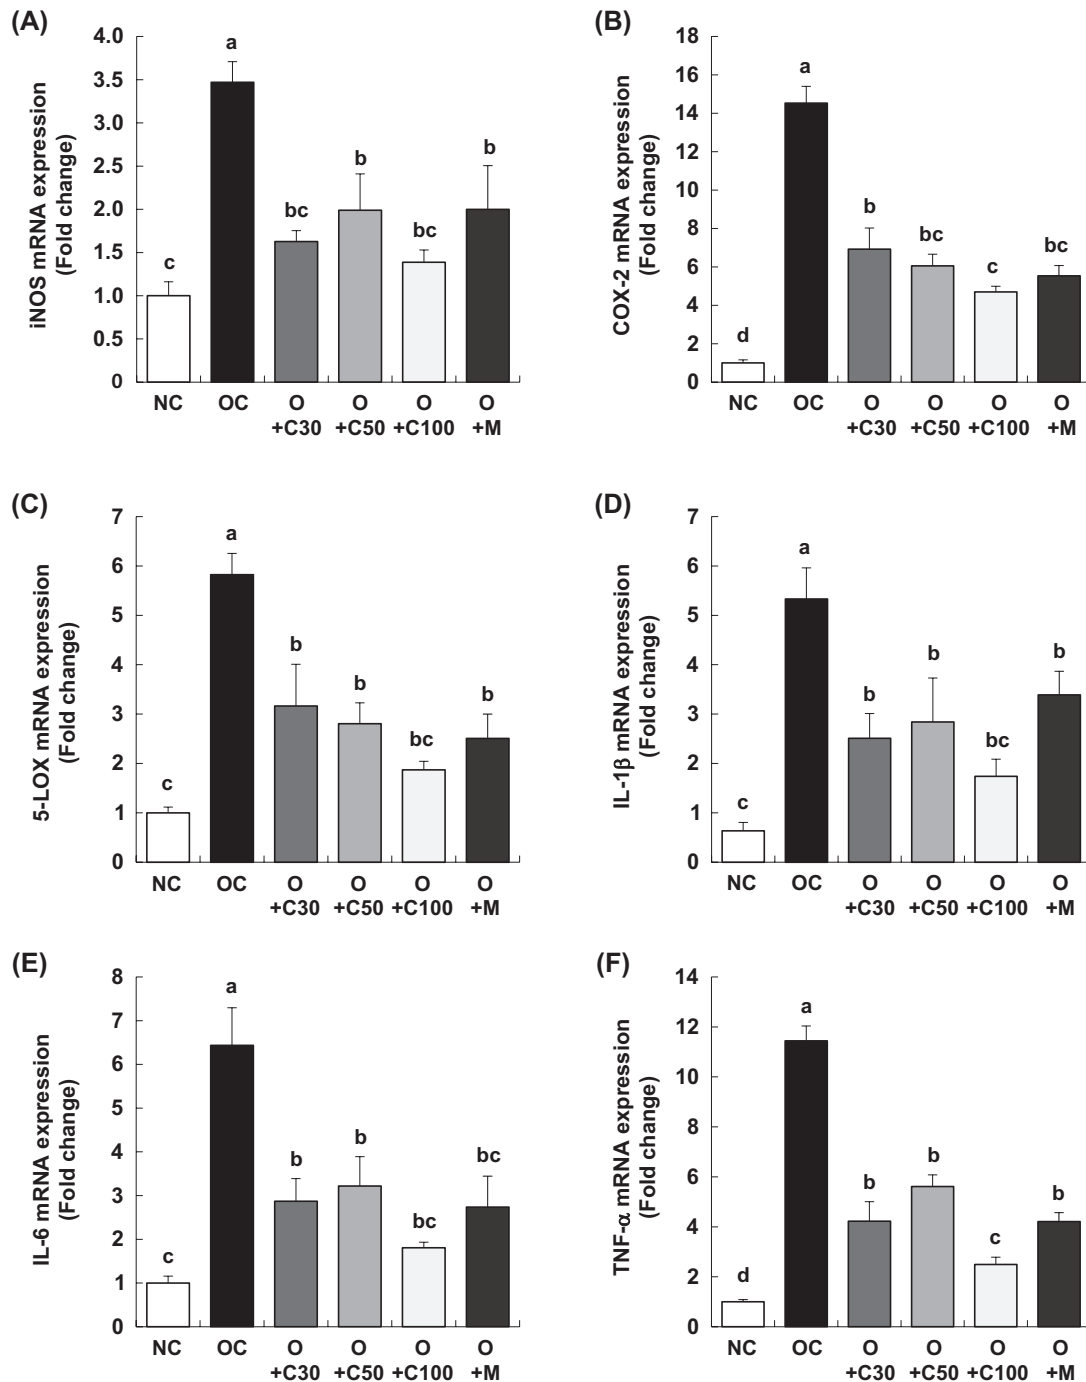 (A)
iNOS mRNA expression
(Fold change)
4.0
3.5
3.0
2.5
2.0
1.5
1.0
0.5
0
c
a
bc
b
bc
b
NC OC O O O O
+C30 +C50 +C100 +M
(B)
COX-2 mRNA expression
(Fold change)
18
16
14
12
10
8
6
4
2
0
d
a
b
bc
c
bc
NC OC O O O O
+C30 +C50 +C100 +M
(C)
5-LOX mRNA expression
(Fold change)
7
6
5
4
3
2
1
0
c
a
b
b
bc
b
NC OC O O O O
+C30 +C50 +C100 +M
(D)
IL-1β mRNA expression
(Fold change)
7
6
5
4
3
2
1
0
c
a
b
b
bc
b
NC OC O O O O
+C30 +C50 +C100 +M
(E)
IL-6 mRNA expression
(Fold change)
8
7
6
5
4
3
2
1
0
c
a
b
b
bc
bc
NC OC O O O O
+C30 +C50 +C100 +M
(F)
TNF-α mRNA expression
(Fold change)
14
12
10
8
6
4
2
0
d
a
b
b
c
b
NC OC O O O O
+C30 +C50 +C100 +M